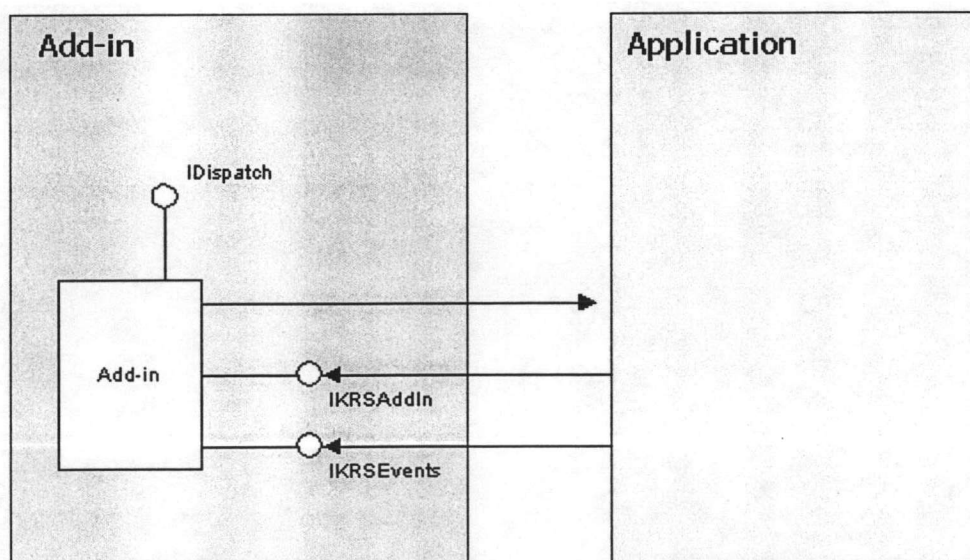 Add-in
Application
IDispatch
Add-in
IKRSAddIn
IKRSEvents